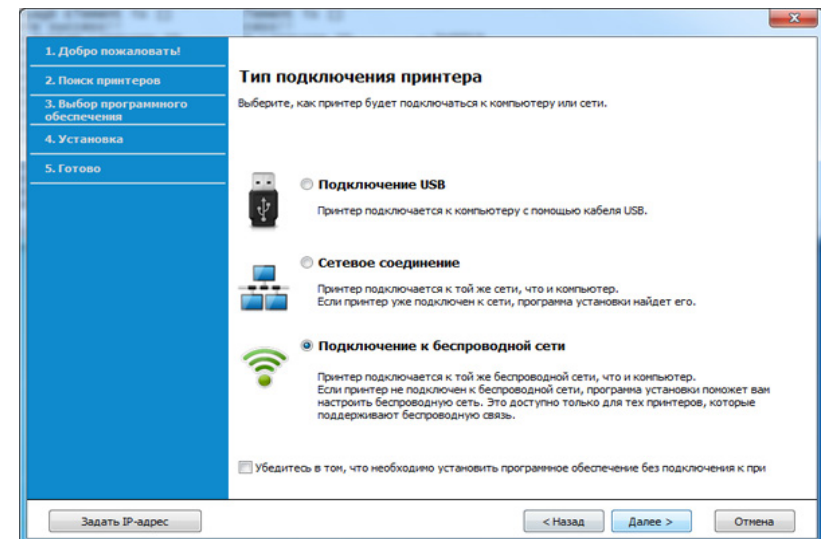 1. Добро пожаловать!
2. Поиск принтеров
3. Выбор программного
обеспечения
4. Установка
5. Готово
Тип подключения принтера
Выберите, как принтер будет подключаться к компьютеру или сети.
Подключение USB
Принтер подключается к компьютеру с помощью кабеля USB.
Сетевое соединение
Принтер подключается к той же сети, что и компьютер.
Если принтер уже подключен к сети, программа установки найдет его.
Подключение к беспроводной сети
Принтер подключается к той же беспроводной сети, что и компьютер.
Если принтер не подключен к беспроводной сети, программа установки поможет вам
настроить беспроводную сеть. Это доступно только для тех принтеров, которые
поддерживают беспроводную связь.
Убедитесь в том, что необходимо установить программное обеспечение без подключения к при
Задать IP-адрес
< Назад
Далее >
Отмена